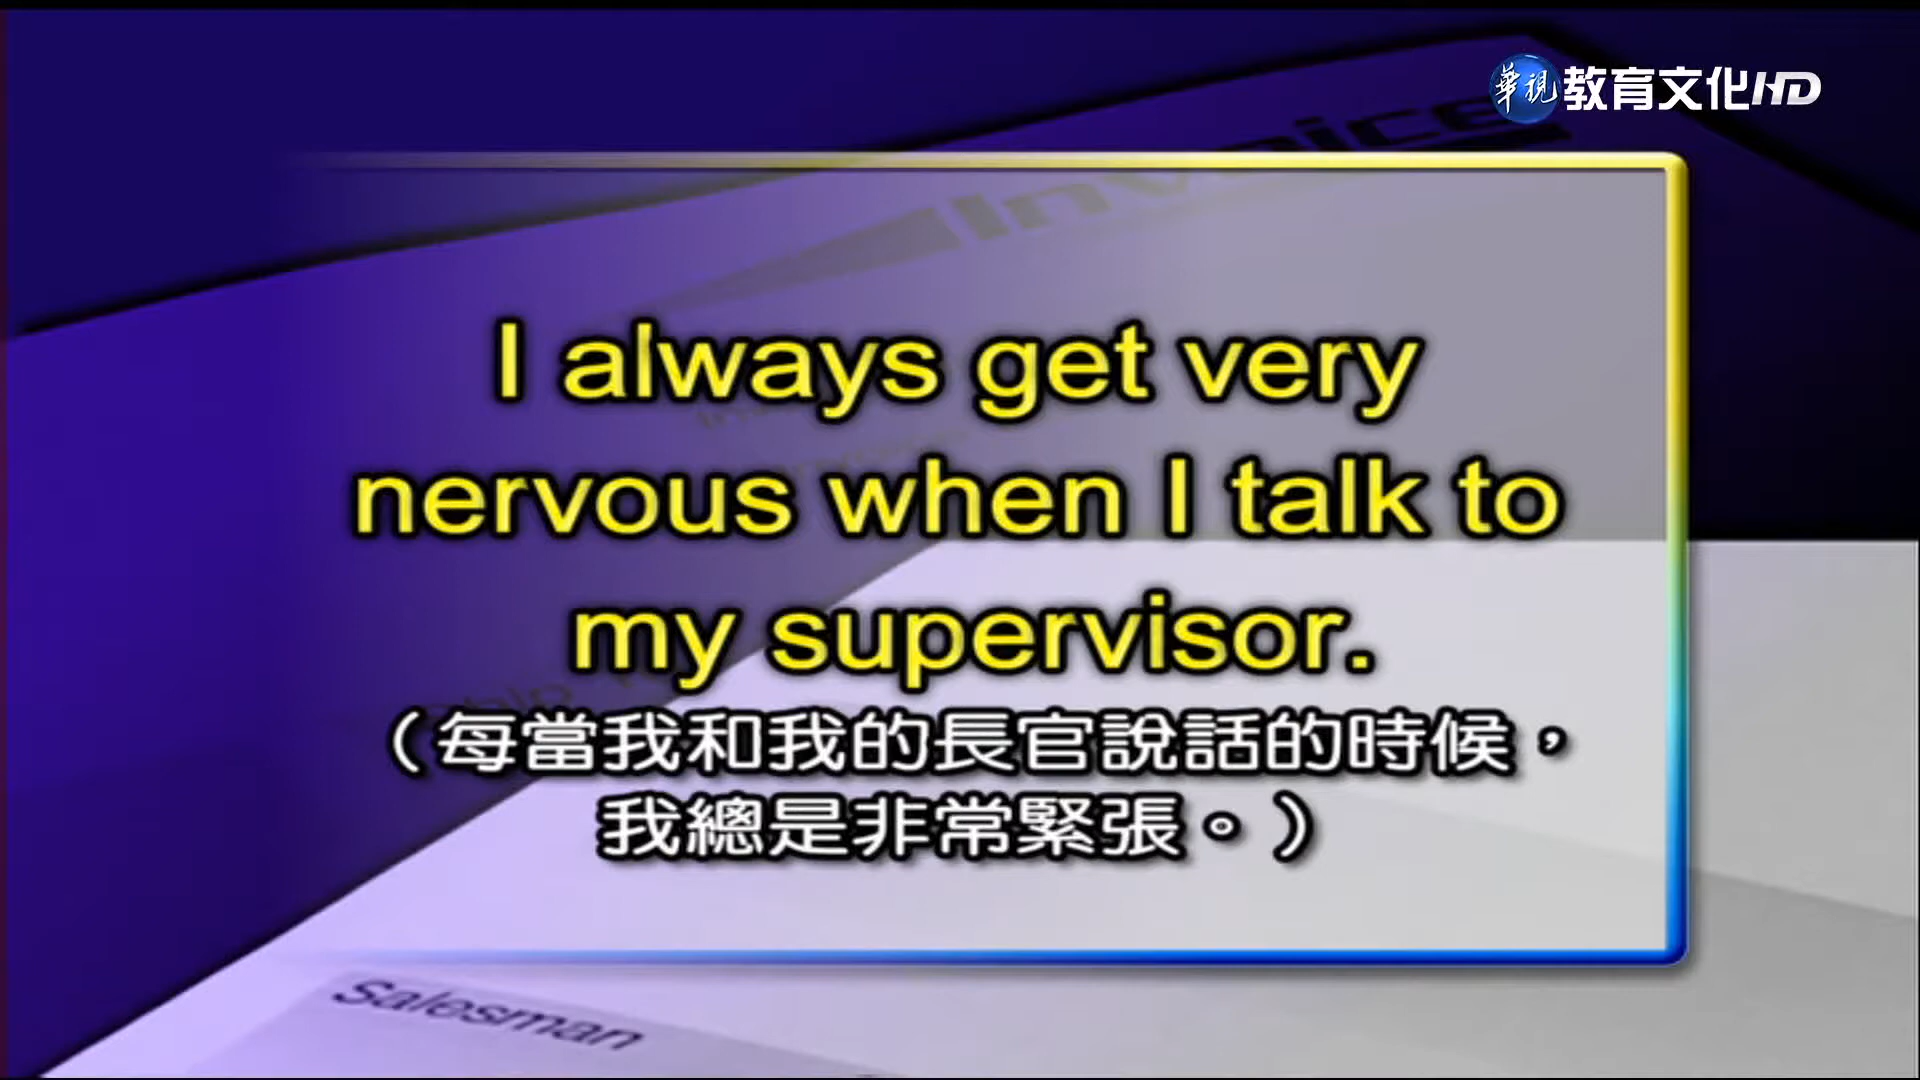 華視 教育文化HD
Invoice
I always get very
nervous when I talk to
my supervisor.
（每當我和我的長官說話的時候，
我總是非常緊張。）
Salesman